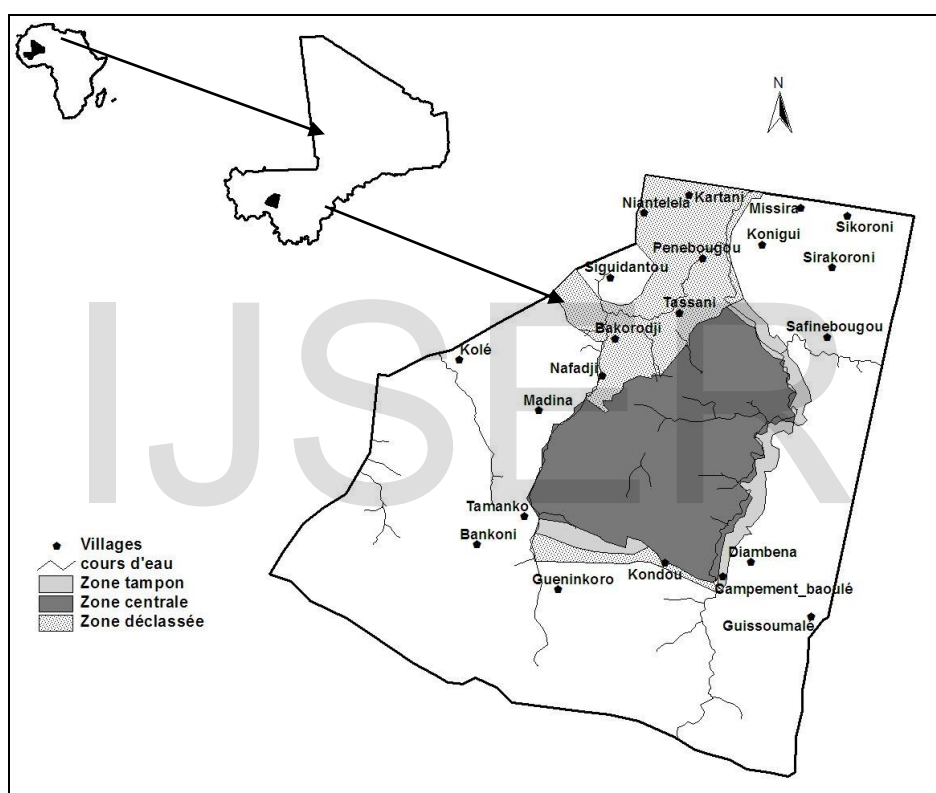 N
Kartani
Niantelela
Missira
Sikoroni
Konigui
Penebougou
Sirakoroni
Siguidantou
Tassani
Bakorodji
Safinebougou
Kolé
Nafadji
Madina
IJSER
Tamanko
Bankoni
Villages
cours d'eau
Zone tampon
Zone centrale
Zone déclassée
Diambena
Kondou
Gueninkoro
Campement_baoulé
Guissoumalé